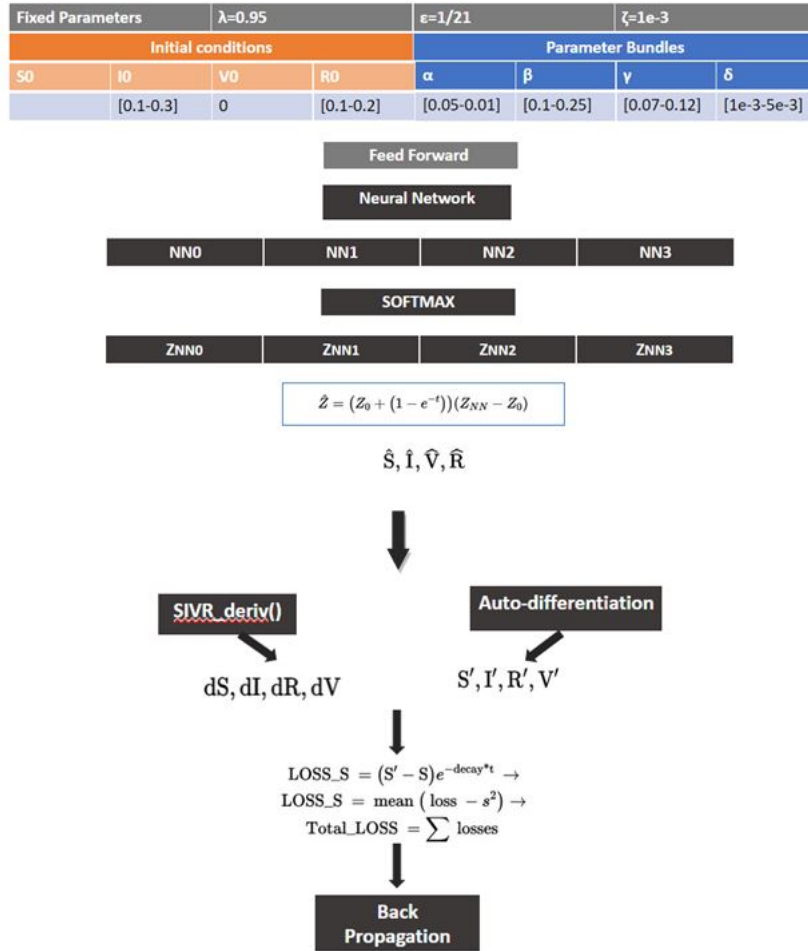 Fixed Parameters λ=0.95 ε=1/21 ζ=1e-3
Initial conditions Parameter Bundles
S0 I0 V0 R0 α β γ δ
[0.1-0.3] 0 [0.1-0.2] [0.05-0.01] [0.1-0.25] [0.07-0.12] [1e-3-5e-3]
Feed Forward
Neural Network
NN0 NN1 NN2 NN3
SOFTMAX
ZNN0 ZNN1 ZNN2 ZNN3
Ẑ = (Z₀ + (1 − e⁻ᵗ))(Z_NN − Z₀)
Ŝ, Î, V̂, R̂
SIVR_deriv() Auto-differentiation
dS, dI, dR, dV S′, I′, R′, V′
LOSS_S = (S′ − S)e^(−decay*t) →
LOSS_S = mean (loss − s²) →
Total_LOSS = ∑ losses
Back
Propagation